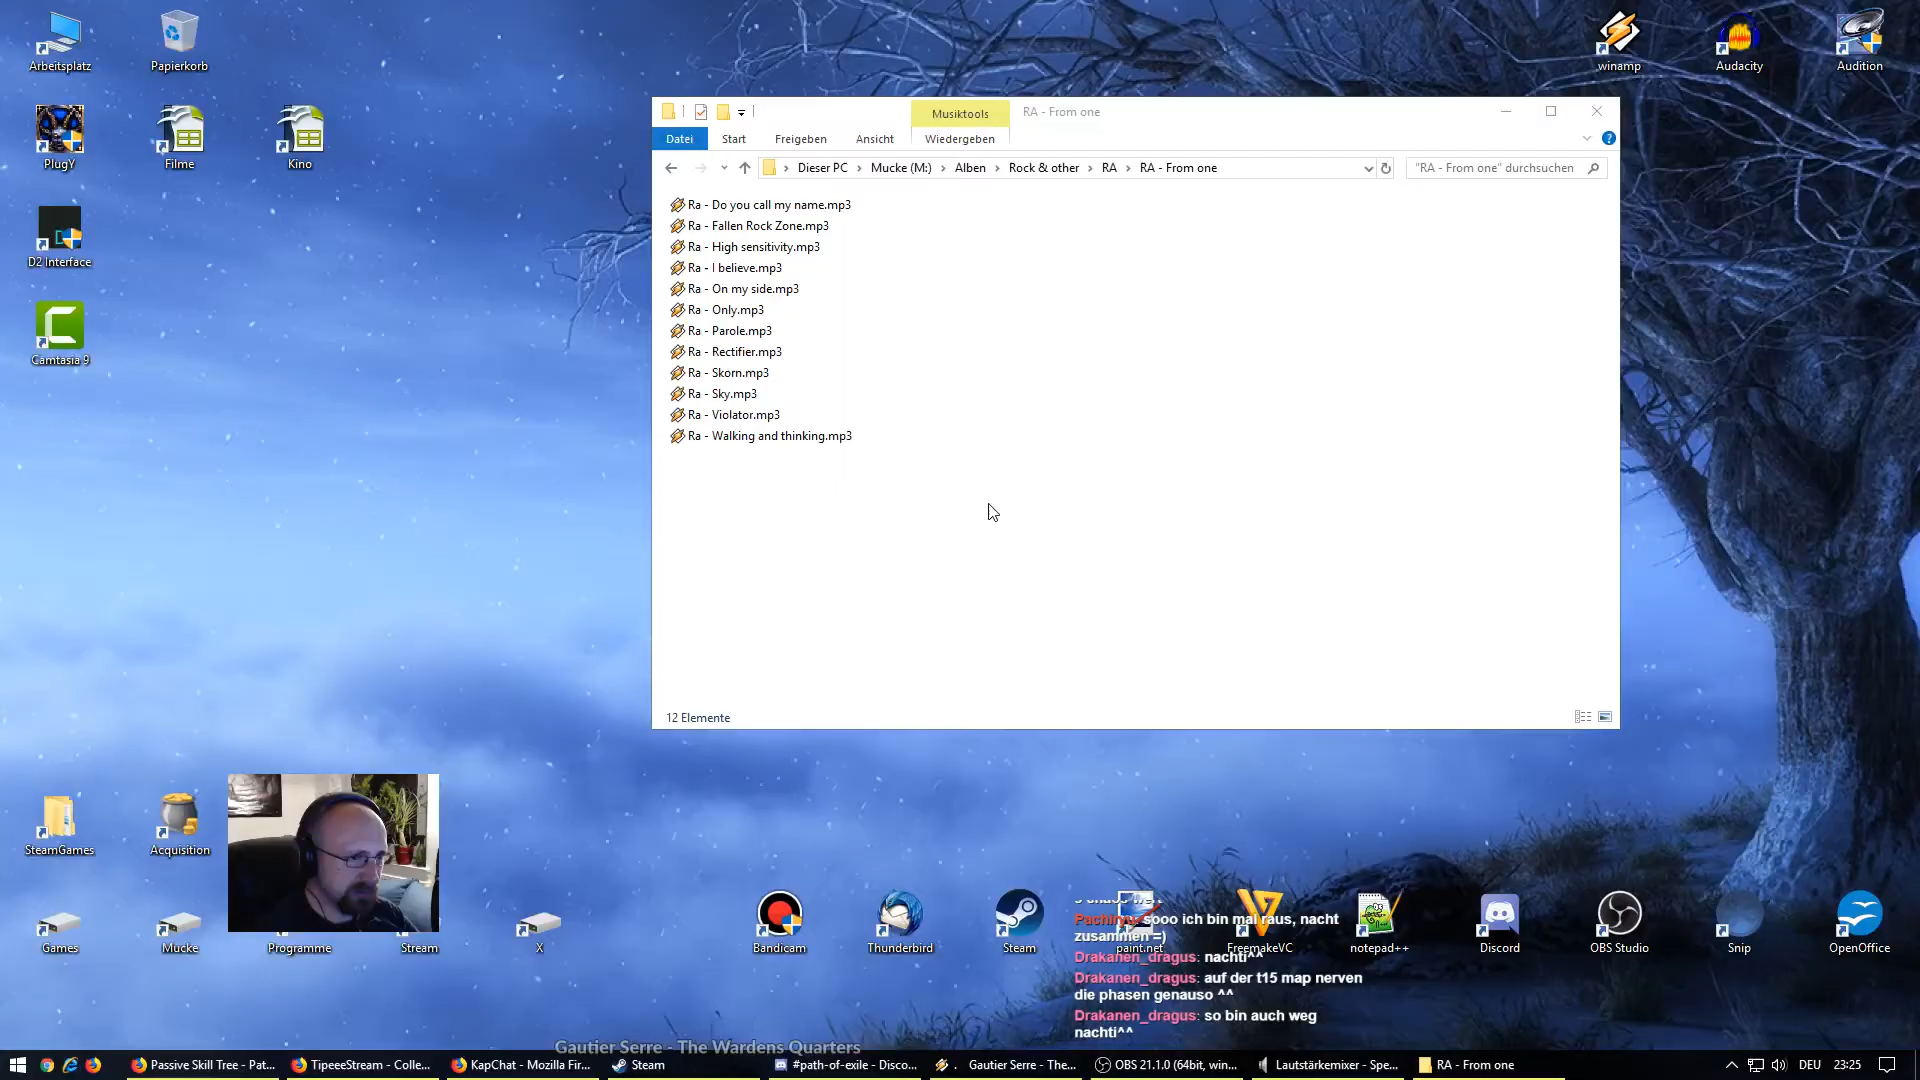 Arbeitsplatz
Papierkorb
winamp
Audacity
Audition
PlugY
Filme
Kino
D2 Interface
Camtasia 9
Musiktools
RA - From one
Datei
Start
Freigeben
Ansicht
Wiedergeben
Dieser PC
Mucke (M:)
Alben
Rock & other
RA
RA - From one
"RA - From one" durchsuchen
Ra - Do you call my name.mp3
Ra - Fallen Rock Zone.mp3
Ra - High sensitivity.mp3
Ra - I believe.mp3
Ra - On my side.mp3
Ra - Only.mp3
Ra - Parole.mp3
Ra - Rectifier.mp3
Ra - Skorn.mp3
Ra - Sky.mp3
Ra - Violator.mp3
Ra - Walking and thinking.mp3
12 Elemente
SteamGames
Acquisition
Games
Mucke
Programme
Stream
X
Bandicam
Thunderbird
Steam
paint.net
FreemakeVC
notepad++
Discord
OBS Studio
Snip
OpenOffice
Pachiryu: sooo ich bin mal raus, nacht
zusammen =)
Drakanen_dragus: nachti^^
Drakanen_dragus: auf der t15 map nerven
die phasen genauso ^^
Drakanen_dragus: so bin auch weg
nachti^^
Gautier Serre - The Wardens Quarters
Passive Skill Tree - Pat...
TipeeeStream - Colle...
KapChat - Mozilla Fir...
Steam
#path-of-exile - Disco...
. Gautier Serre - The...
OBS 21.1.0 (64bit, win...
Lautstärkemixer - Spe...
RA - From one
DEU
23:25